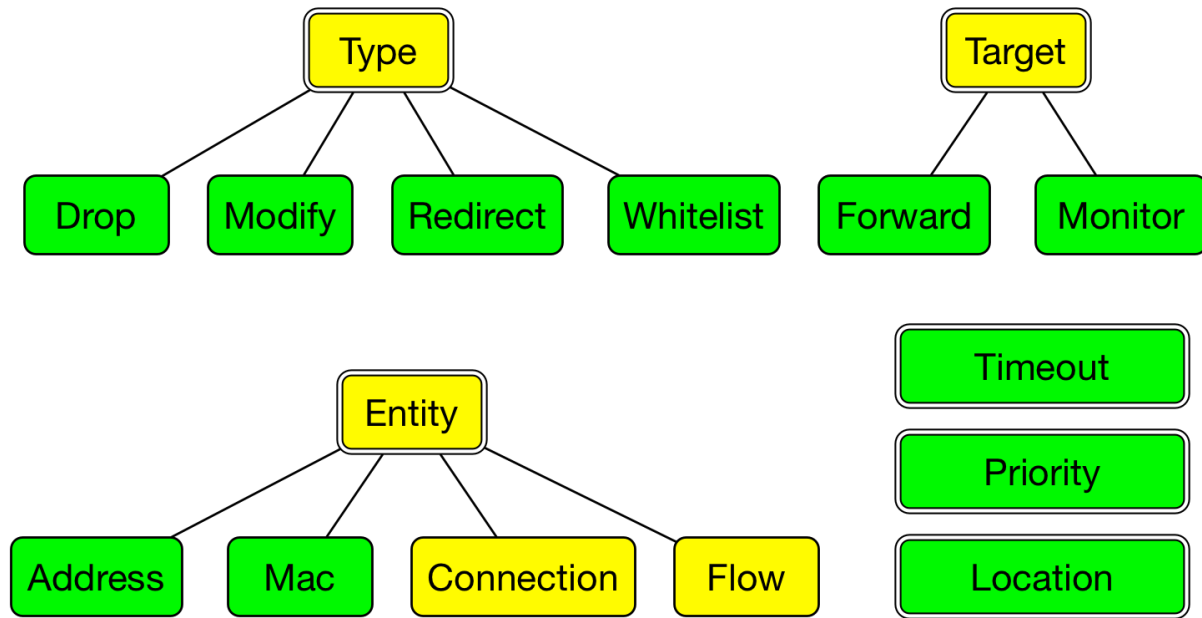 Type
Target
Drop
Modify
Redirect
Whitelist
Forward
Monitor
Timeout
Entity
Priority
Address
Mac
Connection
Flow
Location